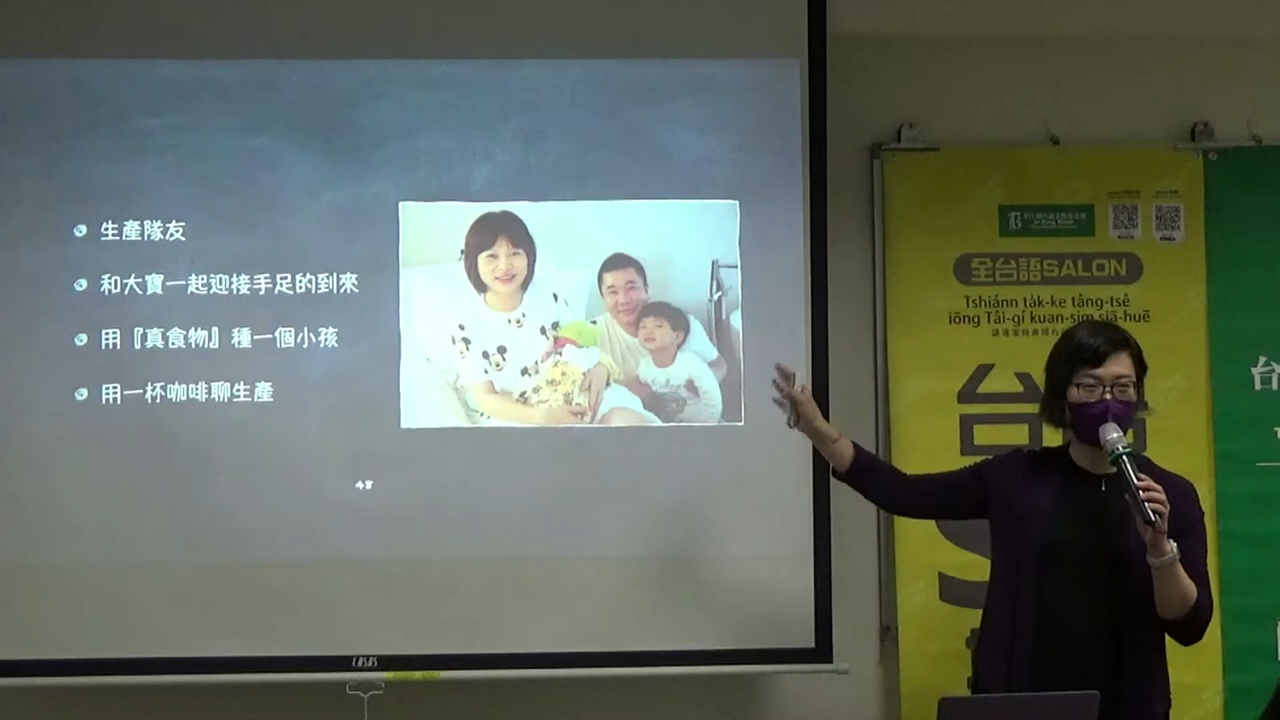 生產隊友
和大寶一起迎接手足的到來
用『真食物』種一個小孩
用一杯咖啡聊生產
全台語SALON
Tshiánn ta̍k-ke tâng-tsê
iōng Tâi-gí kuan-sim siā-huē
台
台